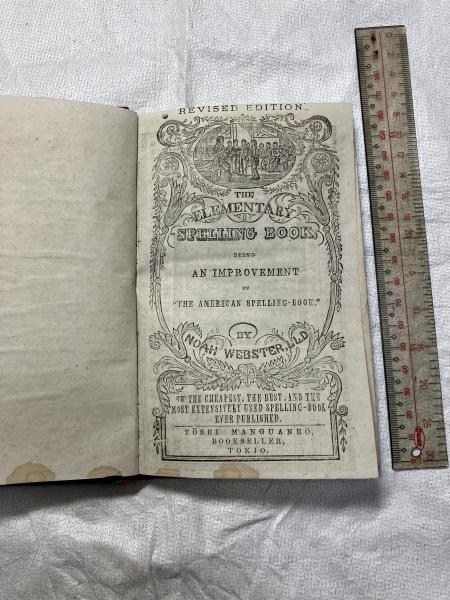 REVISED EDITION.
THE
ELEMENTARY
SPELLING BOOK,
BEING
AN IMPROVEMENT
ON
"THE AMERICAN SPELLING-BOOK."
BY
NOAH WEBSTER, LL.D
THE CHEAPEST, THE BEST, AND THE
MOST EXTENSIVELY USED SPELLING-BOOK
EVER PUBLISHED.
TŌSEI MANGUANRO,
BOOKSELLER,
TOKIO.